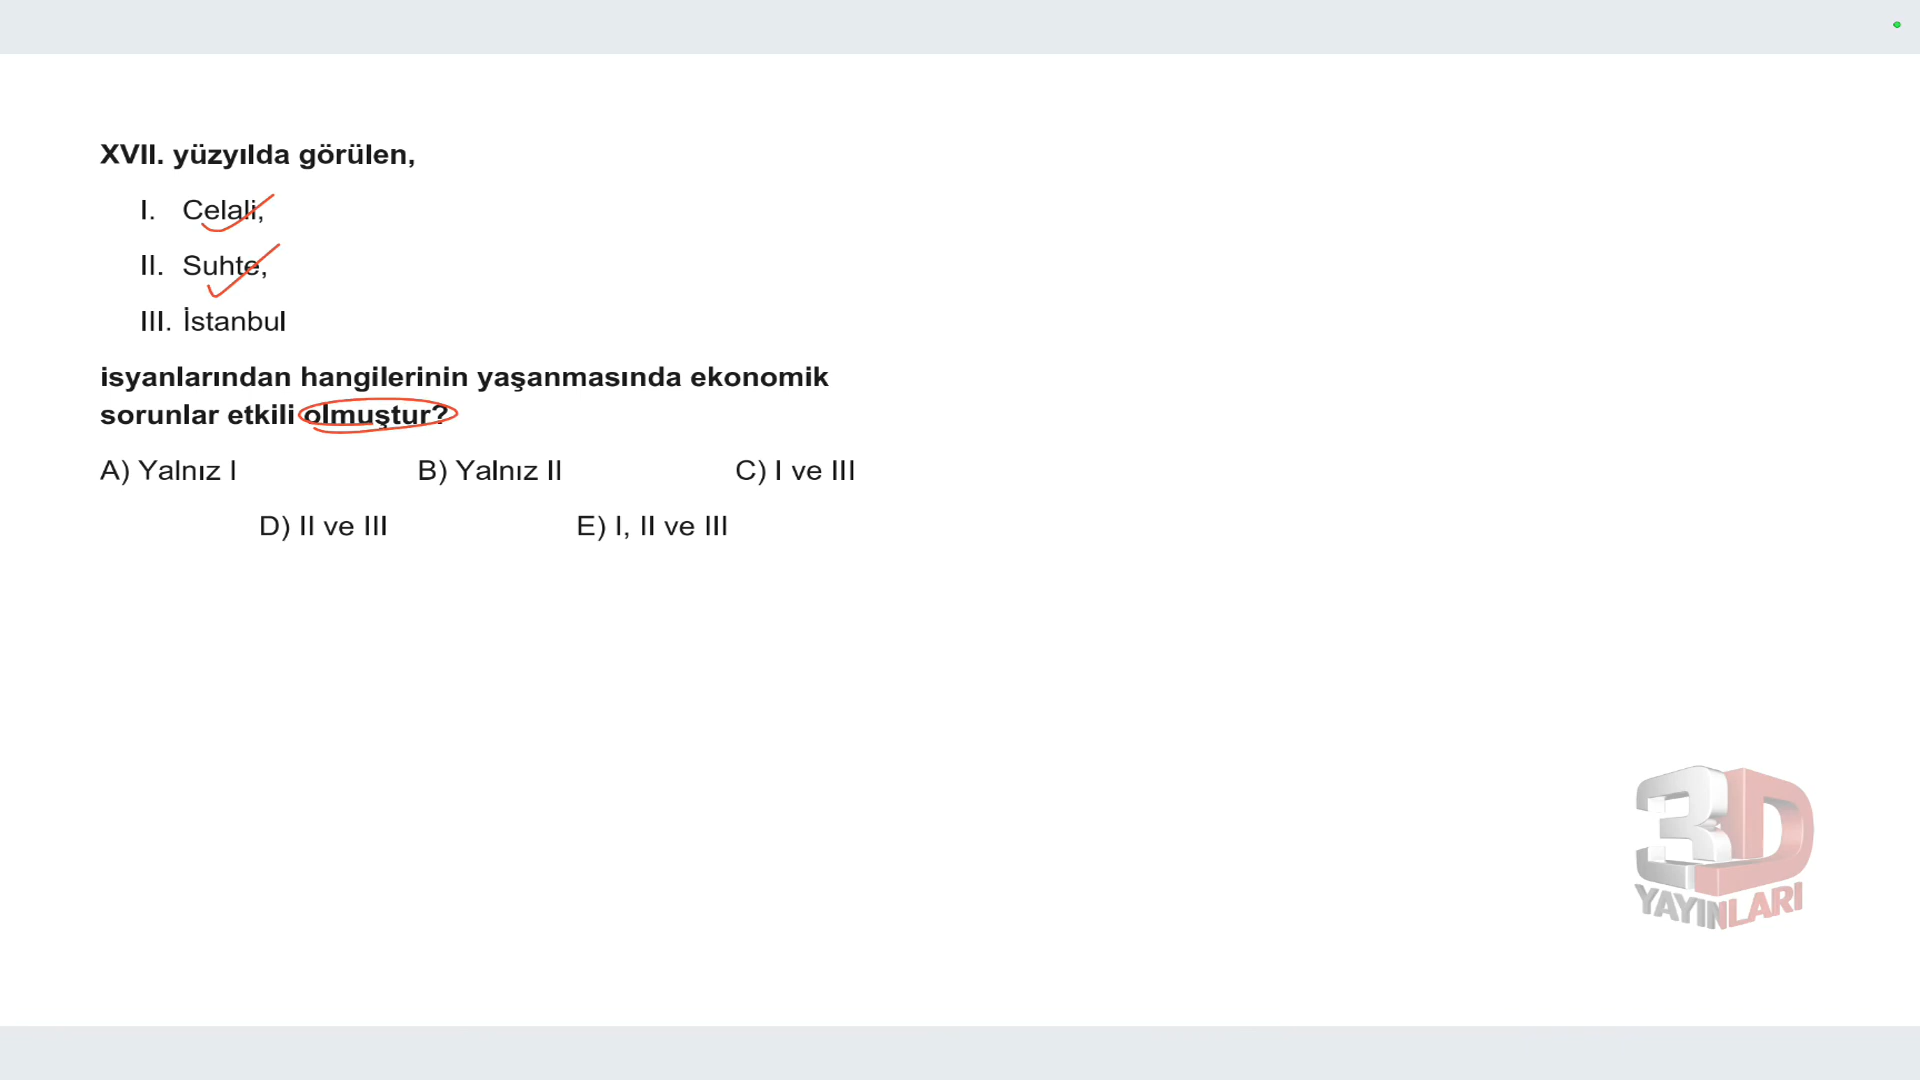 XVII. yüzyılda görülen,
I. Celali,
II. Suhte,
III. İstanbul
isyanlarından hangilerinin yaşanmasında ekonomik
sorunlar etkili olmuştur?
A) Yalnız I B) Yalnız II C) I ve III
D) II ve III E) I, II ve III
3D
YAYINLARI